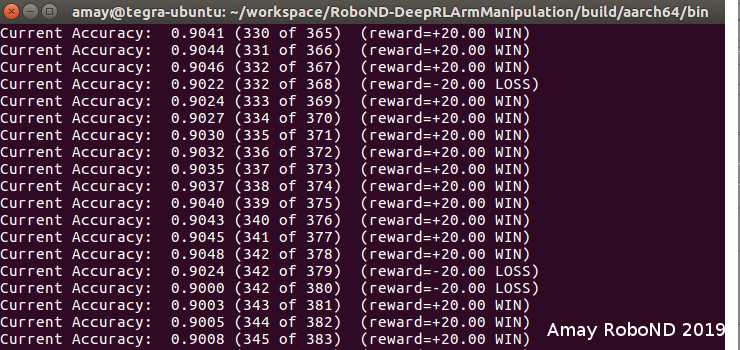 amay@tegra-ubuntu: ~/workspace/RoboND-DeepRLArmManipulation/build/aarch64/bin
Current Accuracy:  0.9041 (330 of 365)  (reward=+20.00 WIN)
Current Accuracy:  0.9044 (331 of 366)  (reward=+20.00 WIN)
Current Accuracy:  0.9046 (332 of 367)  (reward=+20.00 WIN)
Current Accuracy:  0.9022 (332 of 368)  (reward=-20.00 LOSS)
Current Accuracy:  0.9024 (333 of 369)  (reward=+20.00 WIN)
Current Accuracy:  0.9027 (334 of 370)  (reward=+20.00 WIN)
Current Accuracy:  0.9030 (335 of 371)  (reward=+20.00 WIN)
Current Accuracy:  0.9032 (336 of 372)  (reward=+20.00 WIN)
Current Accuracy:  0.9035 (337 of 373)  (reward=+20.00 WIN)
Current Accuracy:  0.9037 (338 of 374)  (reward=+20.00 WIN)
Current Accuracy:  0.9040 (339 of 375)  (reward=+20.00 WIN)
Current Accuracy:  0.9043 (340 of 376)  (reward=+20.00 WIN)
Current Accuracy:  0.9045 (341 of 377)  (reward=+20.00 WIN)
Current Accuracy:  0.9048 (342 of 378)  (reward=+20.00 WIN)
Current Accuracy:  0.9024 (342 of 379)  (reward=-20.00 LOSS)
Current Accuracy:  0.9000 (342 of 380)  (reward=-20.00 LOSS)
Current Accuracy:  0.9003 (343 of 381)  (reward=+20.00 WIN)
Current Accuracy:  0.9005 (344 of 382)  (reward=+20.00 WIN)
Current Accuracy:  0.9008 (345 of 383)  (reward=+20.00 WIN)
Amay RoboND 2019